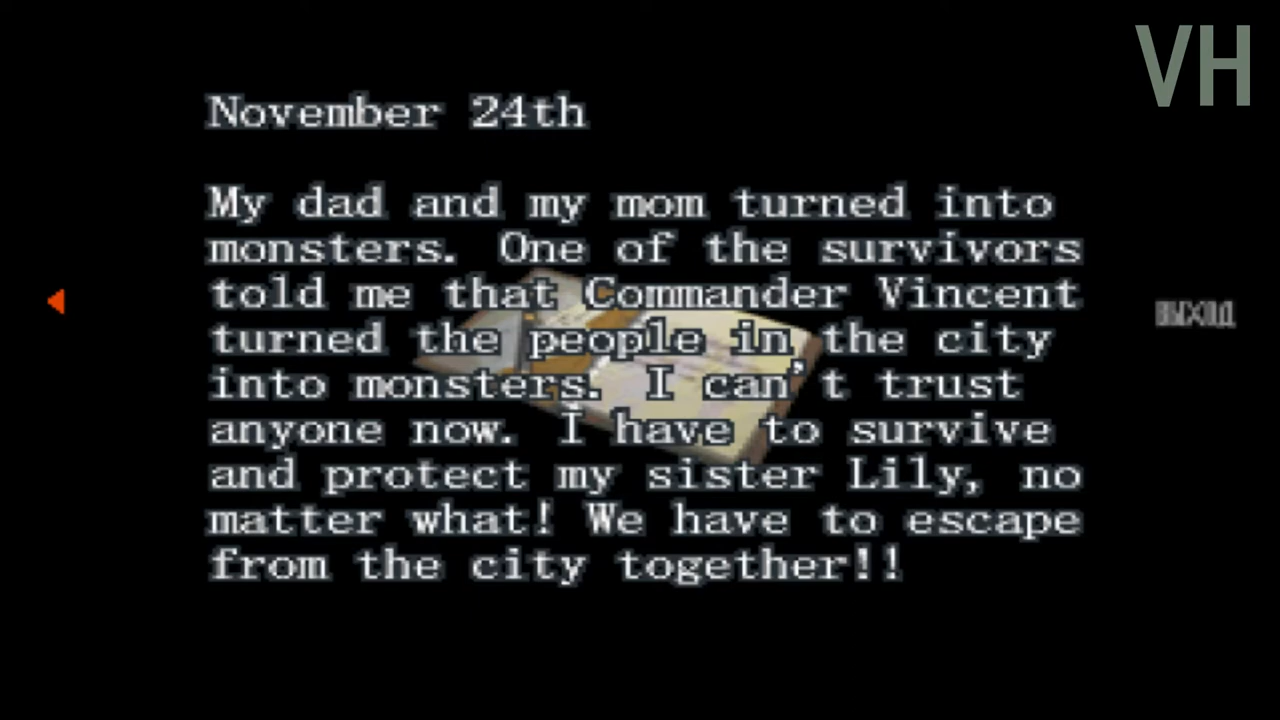 VH
November 24th
My dad and my mom turned into
monsters. One of the survivors
told me that Commander Vincent
turned the people in the city
into monsters. I can't trust
anyone now. I have to survive
and protect my sister Lily, no
matter what! We have to escape
from the city together!!
ВЫХОД